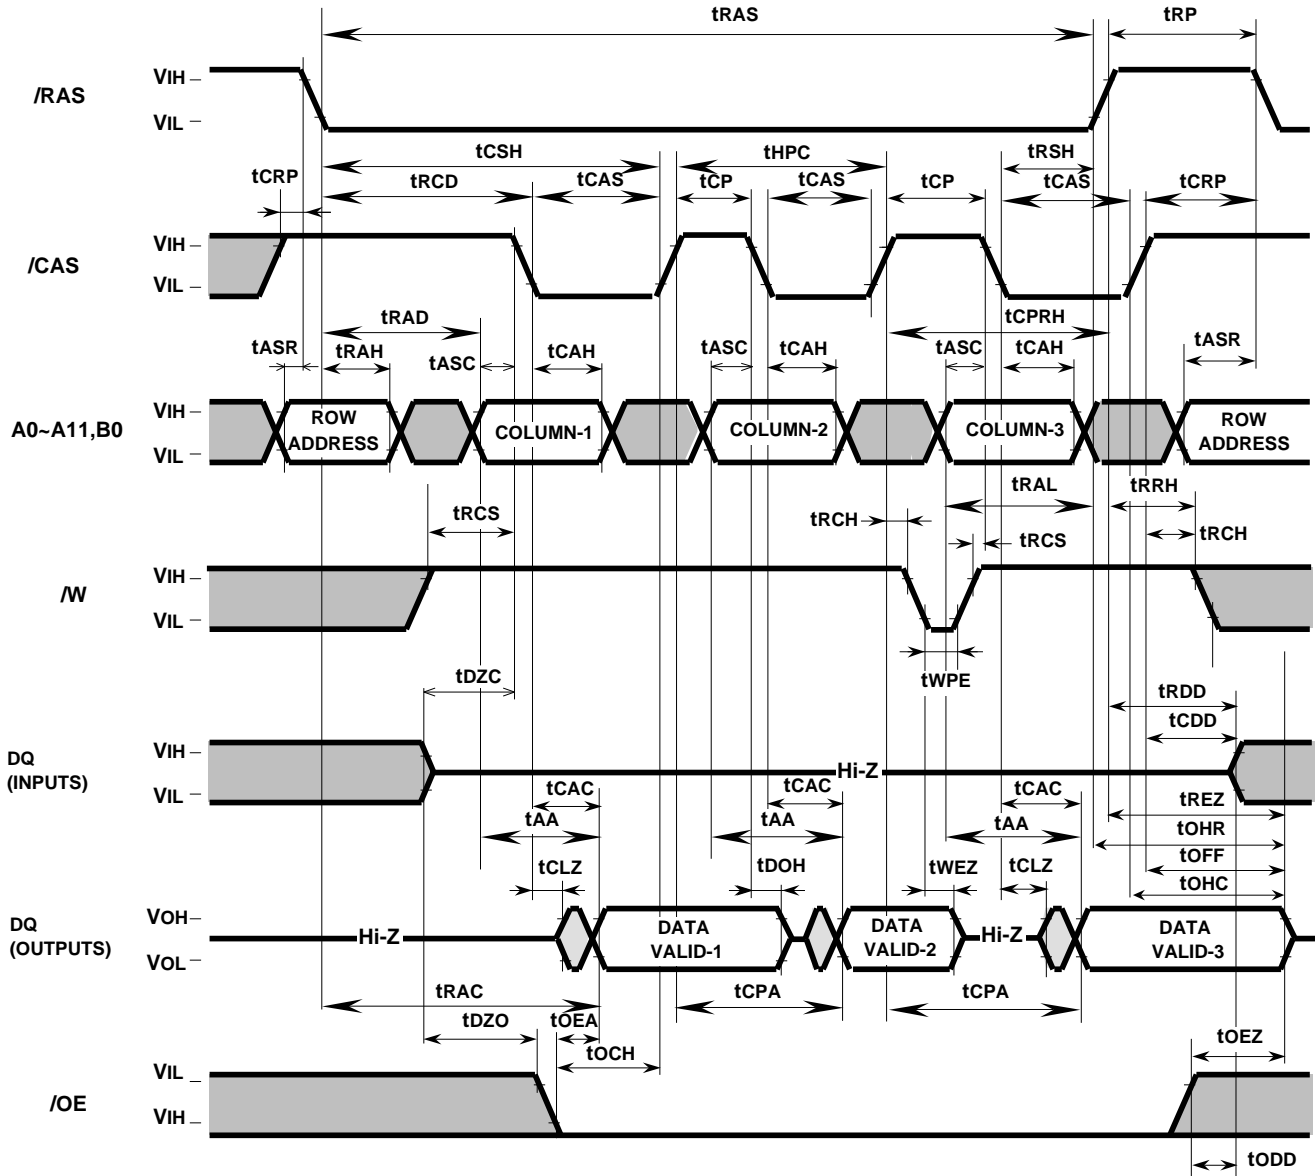 tRAS tRP
/RAS VIH
VIL
tCSH tHPC tRSH
tCRP tRCD tCAS tCP tCAS tCP tCAS tCRP
/CAS VIH
VIL
tRAD tCPRH
tASR tRAH tASC tCAH tASC tCAH tASC tCAH tASR
A0~A11,B0 VIH
VIL
ROW
ADDRESS
COLUMN-1
COLUMN-2
COLUMN-3
ROW
ADDRESS
tRAL tRRH
tRCS tRCH tRCS tRCH
/W VIH
VIL
tWPE
tDZC tRDD
tCDD
DQ
(INPUTS)
VIH
VIL
Hi-Z
tCAC tCAC tCAC tREZ
tAA tAA tAA tOHR
tCLZ tDOH tWEZ tCLZ tOFF
tOHC
DQ
(OUTPUTS)
VOH
VOL
Hi-Z
DATA
VALID-1
DATA
VALID-2
Hi-Z
DATA
VALID-3
tRAC tCPA tCPA
tDZO tOEA tOEZ
tOCH
/OE VIL
VIH
tODD